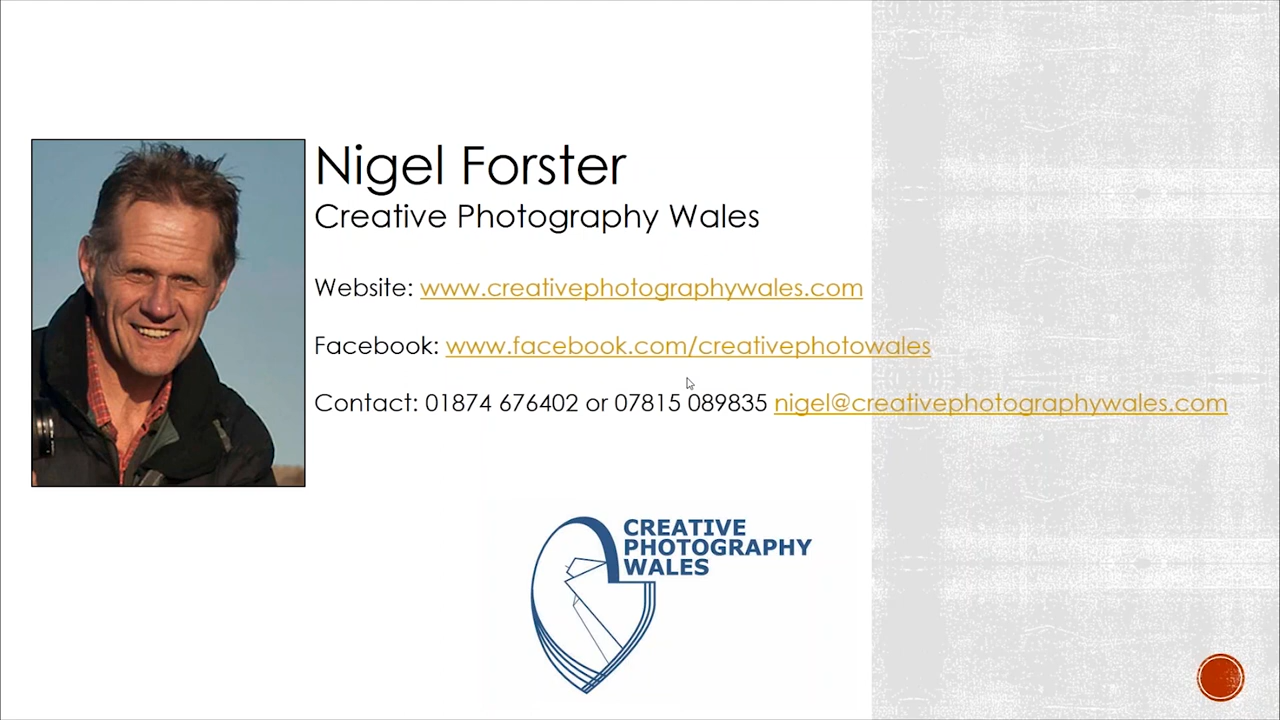 Nigel Forster
Creative Photography Wales
Website: www.creativephotographywales.com
Facebook: www.facebook.com/creativephotowales
Contact: 01874 676402 or 07815 089835 nigel@creativephotographywales.com
CREATIVE
PHOTOGRAPHY
WALES